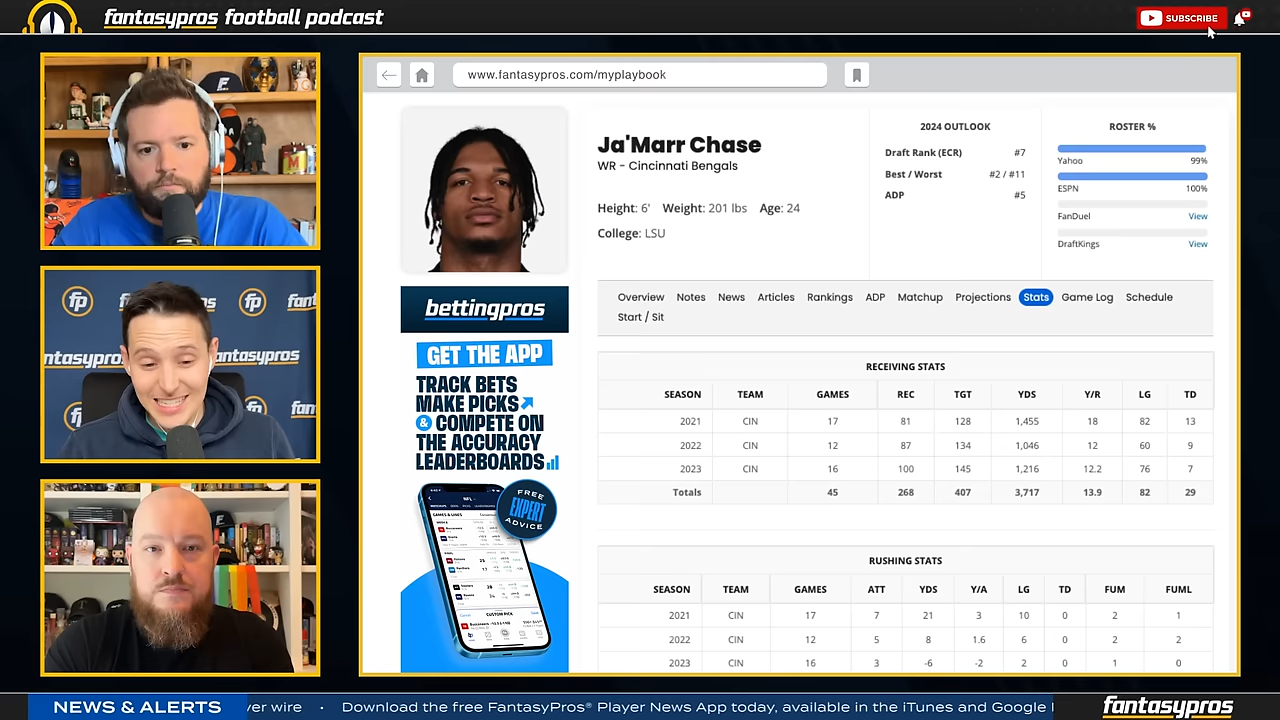 fantasypros football podcast
SUBSCRIBE
www.fantasypros.com/myplaybook
Ja'Marr Chase
WR - Cincinnati Bengals
Height: 6' Weight: 201 lbs Age: 24
College: LSU
2024 OUTLOOK
Draft Rank (ECR) #7
Best / Worst #2 / #11
ADP #5
ROSTER %
Yahoo 99%
ESPN 100%
FanDuel View
DraftKings View
Overview Notes News Articles Rankings ADP Matchup Projections Stats Game Log Schedule
Start / Sit
bettingpros
GET THE APP
TRACK BETS
MAKE PICKS
& COMPETE ON
THE ACCURACY
LEADERBOARDS
FREE
EXPERT
ADVICE
RECEIVING STATS
SEASON TEAM GAMES REC TGT YDS Y/R LG TD
2021 CIN 17 81 128 1,455 18 82 13
2022 CIN 12 87 134 1,046 12 60 9
2023 CIN 16 100 145 1,216 12.2 76 7
Totals 45 268 407 3,717 13.9 82 29
RUSHING STATS
SEASON TEAM GAMES ATT YDS Y/A LG TD FUM FUML
2021 CIN 17 7 21 3 10 0 2 1
2022 CIN 12 5 8 1.6 6 0 2 2
2023 CIN 16 3 -6 -2 2 0 1 0
fp
fp
ntasypros
antasypros
NEWS & ALERTS
ver wire • Download the free FantasyPros® Player News App today, available in the iTunes and Google
fantasypros